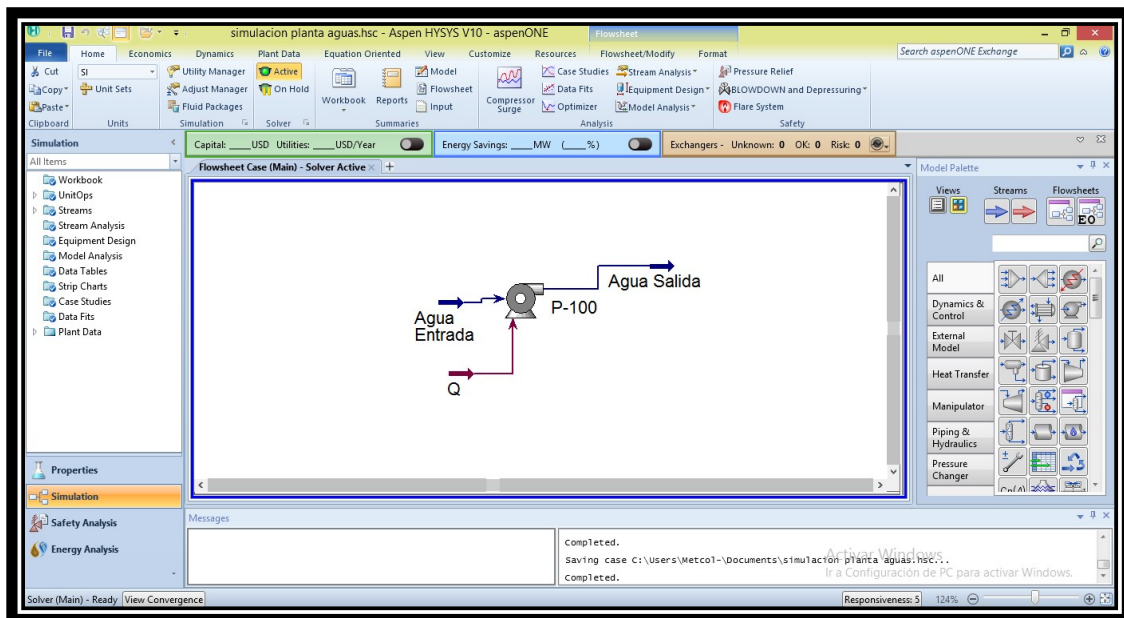 simulacion planta aguas.hsc - Aspen HYSYS V10 - aspenONE
Flowsheet
File Home Economics Dynamics Plant Data Equation Oriented View Customize Resources Flowsheet/Modify Format
Search aspenONE Exchange
Cut SI Utility Manager Active Model Case Studies Stream Analysis Pressure Relief
Copy Unit Sets Adjust Manager On Hold Flowsheet Data Fits Equipment Design BLOWDOWN and Depressuring
Paste Fluid Packages Workbook Reports Input Compressor Surge Optimizer Model Analysis Flare System
Clipboard Units Simulation Solver Summaries Analysis Safety
Simulation
Capital: ____USD Utilities: ____USD/Year
Energy Savings: ____MW (____%)
Exchangers - Unknown: 0 OK: 0 Risk: 0
All Items
Flowsheet Case (Main) - Solver Active
Workbook
UnitOps
Streams
Stream Analysis
Equipment Design
Model Analysis
Data Tables
Strip Charts
Case Studies
Data Fits
Plant Data
Agua Salida
P-100
Agua
Entrada
Q
Model Palette
Views Streams Flowsheets
EO
All
Dynamics &
Control
External
Model
Heat Transfer
Manipulator
Piping &
Hydraulics
Pressure
Changer
Properties
Simulation
Safety Analysis
Energy Analysis
Messages
Completed.
Saving case C:\Users\Metcol-\Documents\simulacion planta aguas.hsc...
Completed.
Activar Windows
Ir a Configuración de PC para activar Windows.
Solver (Main) - Ready View Convergence
Responsiveness: 5 124%